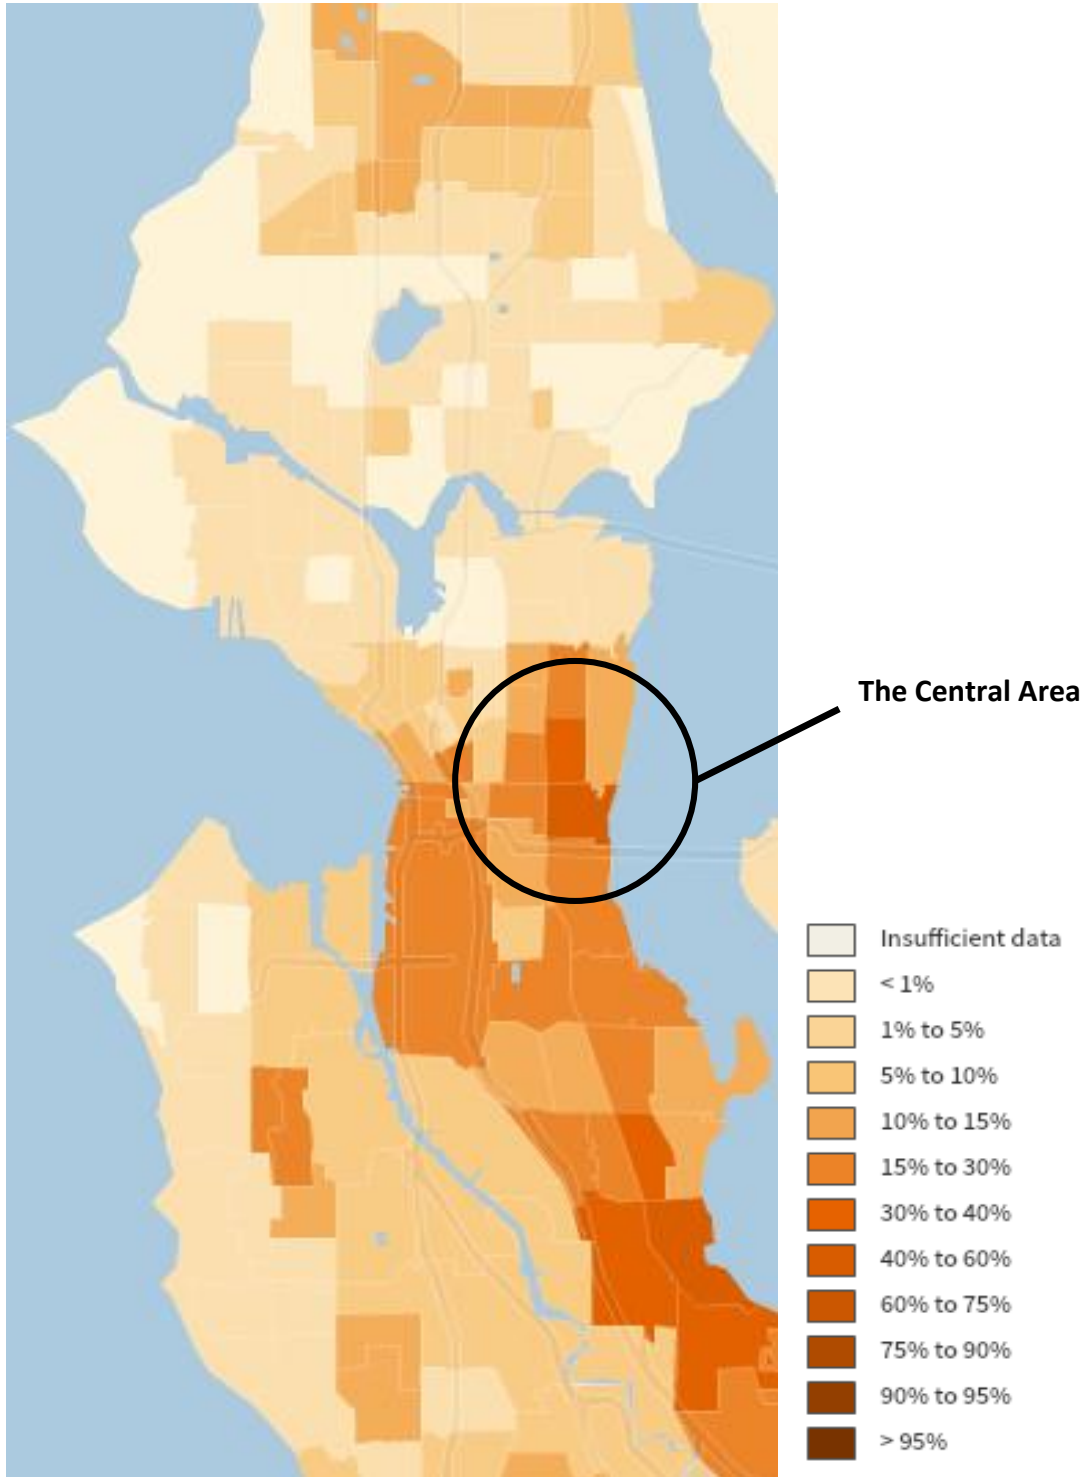 The Central Area
Insufficient data
< 1%
1% to 5%
5% to 10%
10% to 15%
15% to 30%
30% to 40%
40% to 60%
60% to 75%
75% to 90%
90% to 95%
> 95%